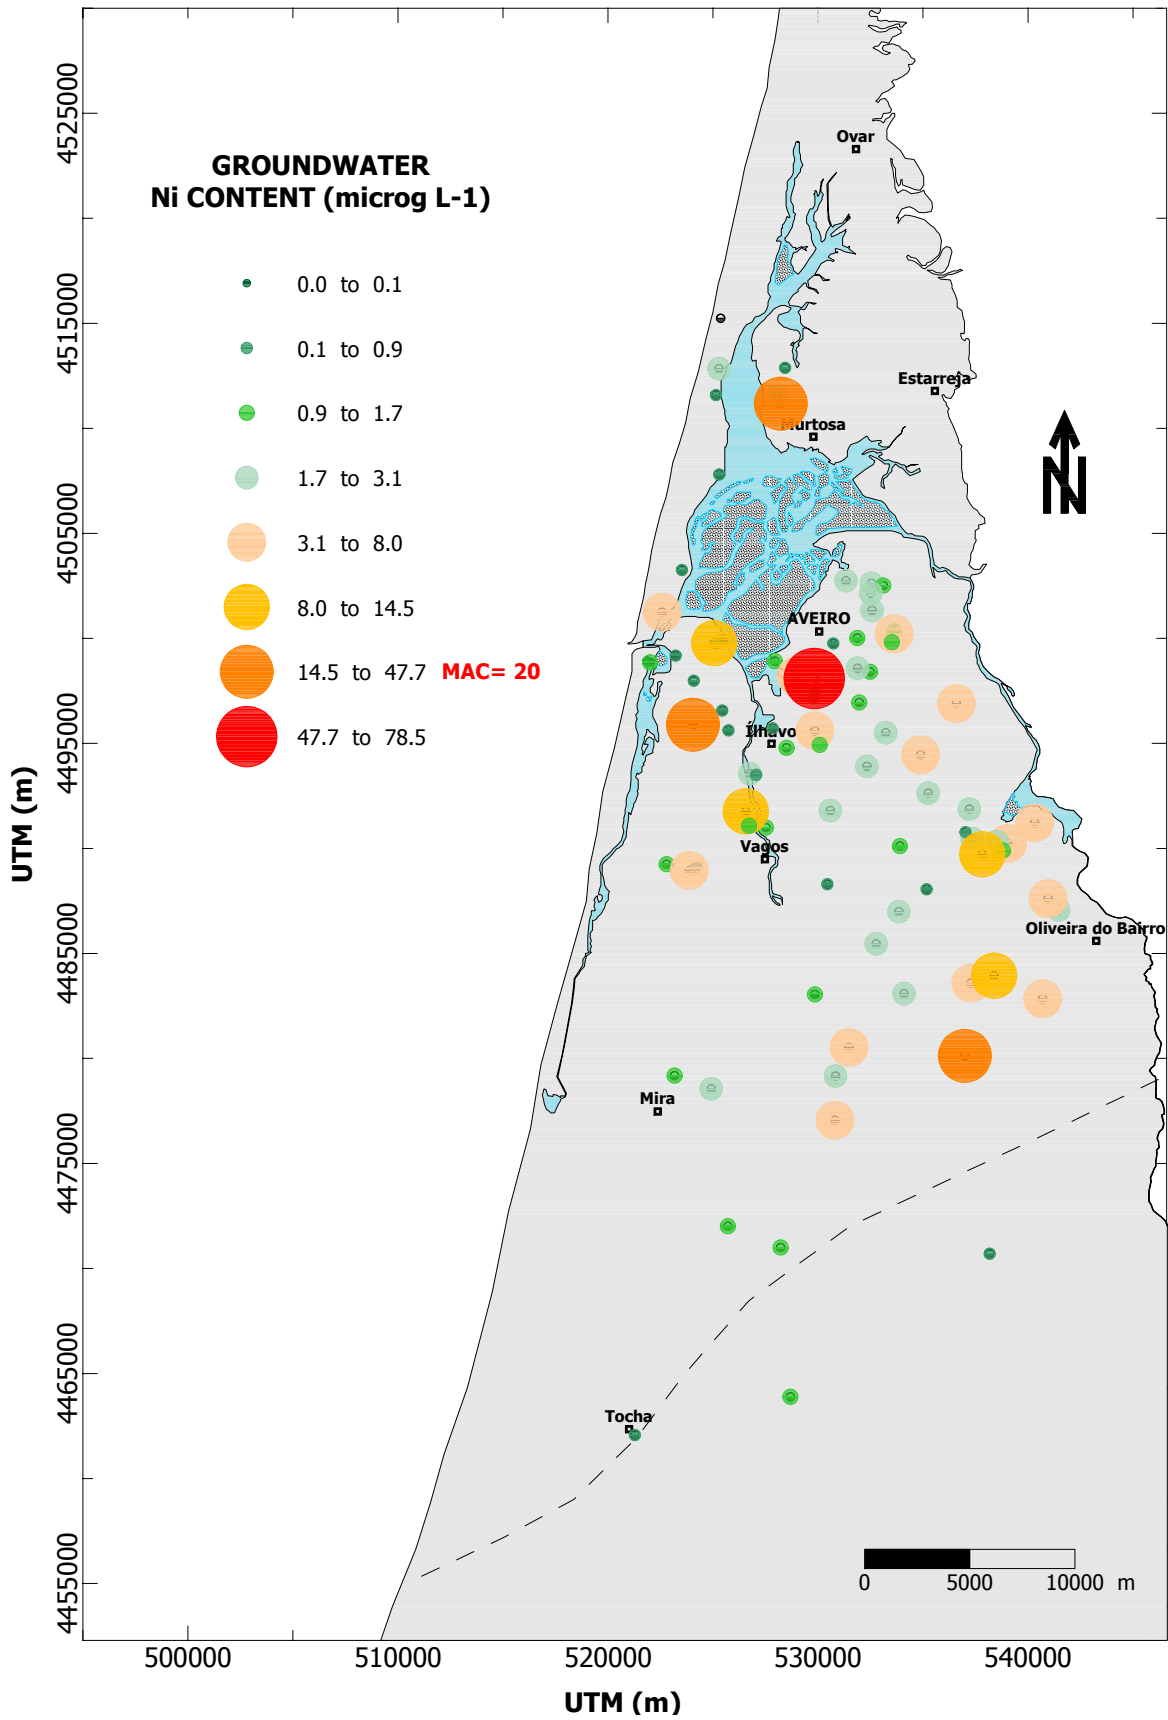 GROUNDWATER
Ni CONTENT (microg L-1)
0.0 to 0.1
0.1 to 0.9
0.9 to 1.7
1.7 to 3.1
3.1 to 8.0
8.0 to 14.5
14.5 to 47.7 MAC= 20
47.7 to 78.5
Ovar
Estarreja
Murtosa
N
AVEIRO
Ílhavo
Vagos
Oliveira do Bairro
Mira
Tocha
4525000
4515000
4505000
4495000
4485000
4475000
4465000
4455000
UTM (m)
0 5000 10000 m
500000 510000 520000 530000 540000
UTM (m)